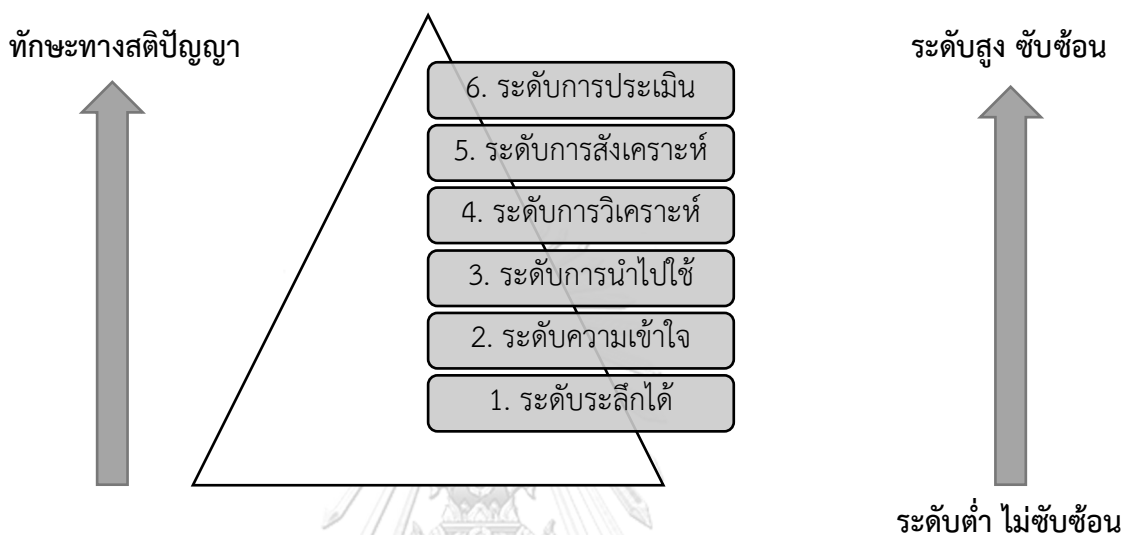 ทักษะทางสติปัญญา
ระดับสูง ซับซ้อน
6. ระดับการประเมิน
5. ระดับการสังเคราะห์
4. ระดับการวิเคราะห์
3. ระดับการนำไปใช้
2. ระดับความเข้าใจ
1. ระดับระลึกได้
ระดับต่ำ ไม่ซับซ้อน